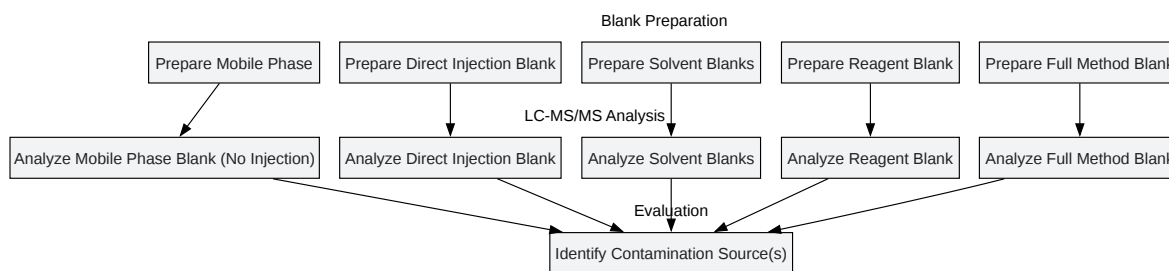 Blank Preparation
Prepare Mobile Phase
Prepare Direct Injection Blank
Prepare Solvent Blanks
Prepare Reagent Blank
Prepare Full Method Blank
LC-MS/MS Analysis
Analyze Mobile Phase Blank (No Injection)
Analyze Direct Injection Blank
Analyze Solvent Blanks
Analyze Reagent Blank
Analyze Full Method Blank
Evaluation
Identify Contamination Source(s)